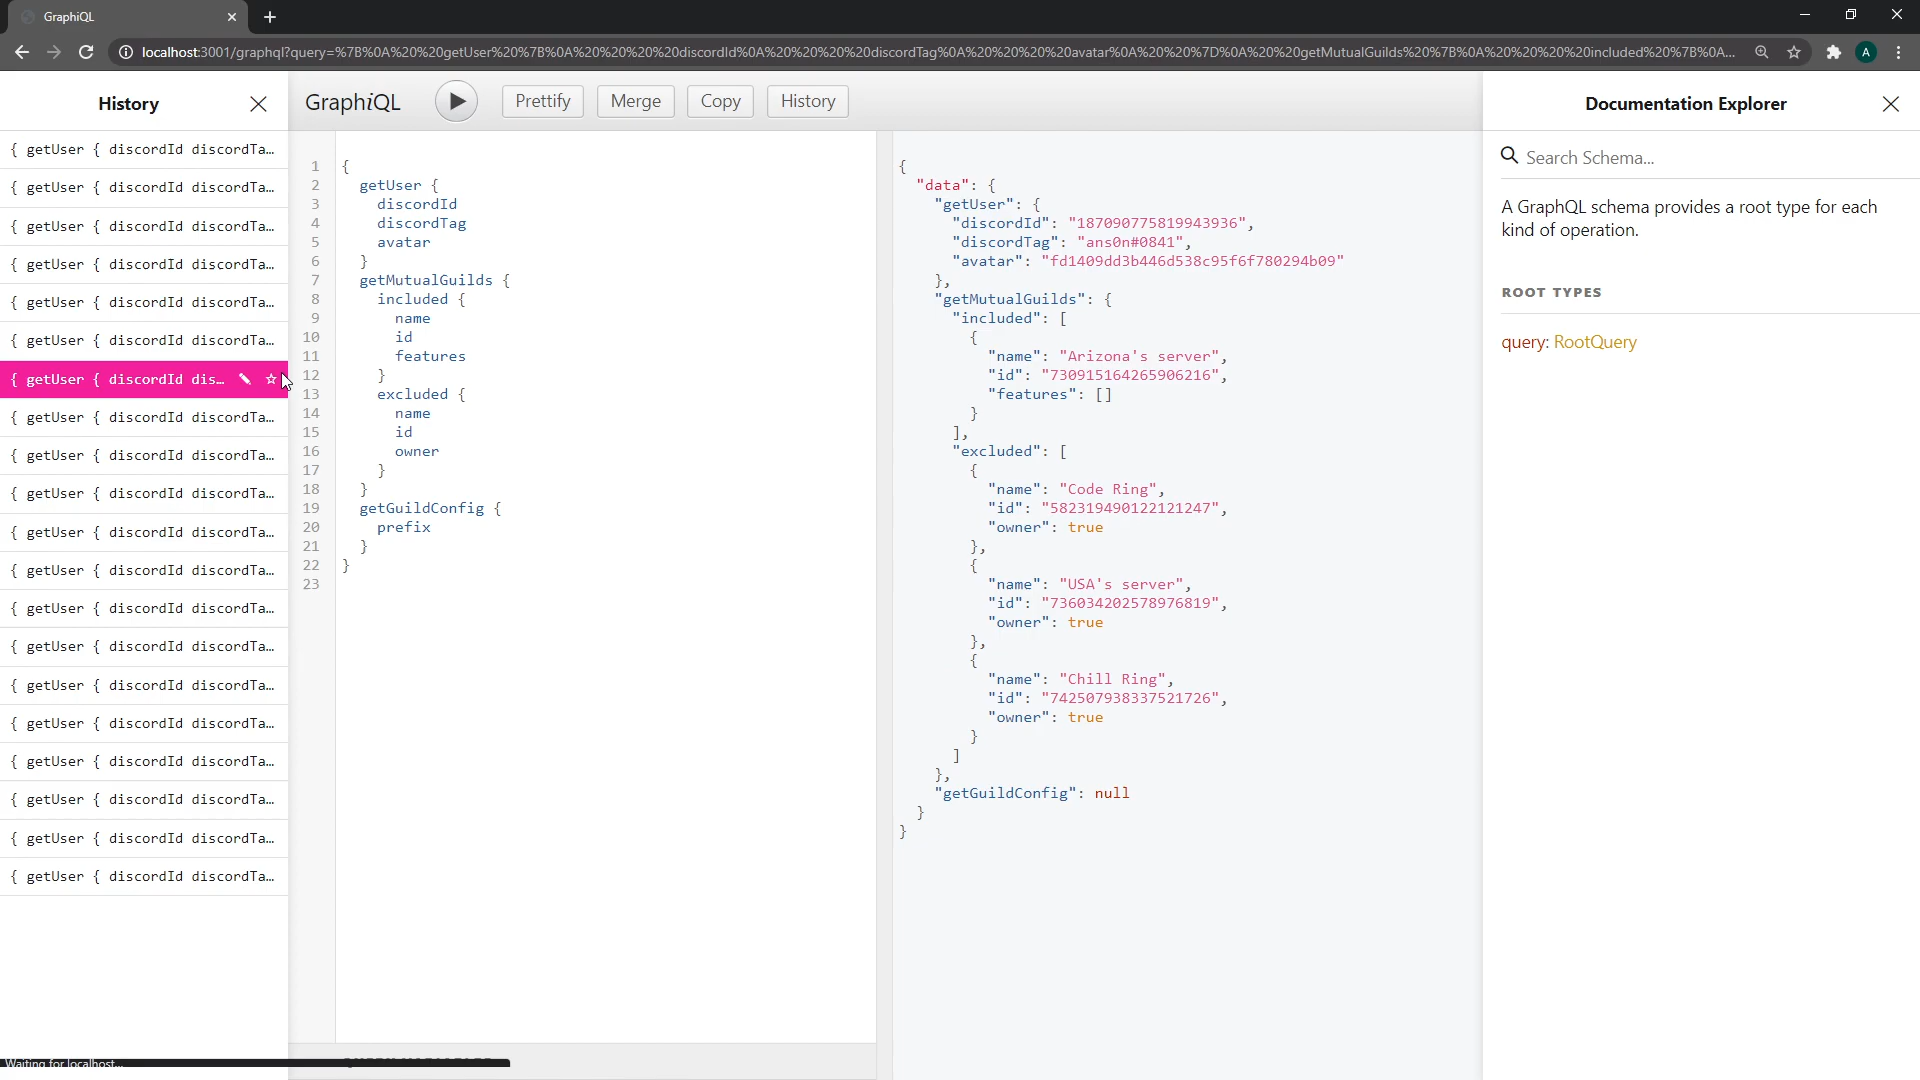 GraphiQL
localhost:3001/graphql?query=%7B%0A%20%20getUser%20%7B%0A%20%20%20%20discordId%0A%20%20%20%20discordTag%0A%20%20%20%20avatar%0A%20%20%7D%0A%20%20getMutualGuilds%20%7B%0A%20%20%20%20included%20%7B%0A...
A
History
{ getUser { discordId discordTa…
{ getUser { discordId discordTa…
{ getUser { discordId discordTa…
{ getUser { discordId discordTa…
{ getUser { discordId discordTa…
{ getUser { discordId discordTa…
{ getUser { discordId dis…
{ getUser { discordId discordTa…
{ getUser { discordId discordTa…
{ getUser { discordId discordTa…
{ getUser { discordId discordTa…
{ getUser { discordId discordTa…
{ getUser { discordId discordTa…
{ getUser { discordId discordTa…
{ getUser { discordId discordTa…
{ getUser { discordId discordTa…
{ getUser { discordId discordTa…
{ getUser { discordId discordTa…
{ getUser { discordId discordTa…
{ getUser { discordId discordTa…
Waiting for localhost...
GraphiQL Prettify Merge Copy History
1 {
2 getUser {
3 discordId
4 discordTag
5 avatar
6 }
7 getMutualGuilds {
8 included {
9 name
10 id
11 features
12 }
13 excluded {
14 name
15 id
16 owner
17 }
18 }
19 getGuildConfig {
20 prefix
21 }
22 }
23
{
"data": {
"getUser": {
"discordId": "187090775819943936",
"discordTag": "ans0n#0841",
"avatar": "fd1409dd3b446d538c95f6f780294b09"
},
"getMutualGuilds": {
"included": [
{
"name": "Arizona's server",
"id": "730915164265906216",
"features": []
}
],
"excluded": [
{
"name": "Code Ring",
"id": "582319490122121247",
"owner": true
},
{
"name": "USA's server",
"id": "736034202578976819",
"owner": true
},
{
"name": "Chill Ring",
"id": "742507938337521726",
"owner": true
}
]
},
"getGuildConfig": null
}
}
Documentation Explorer
Search Schema...
A GraphQL schema provides a root type for each
kind of operation.
ROOT TYPES
query: RootQuery